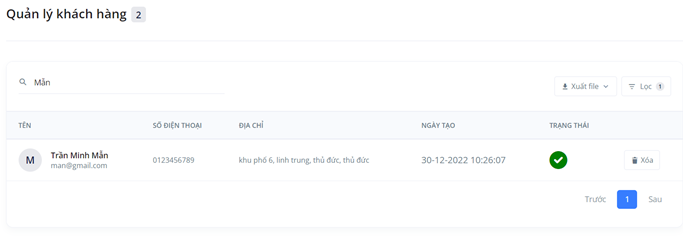 Quản lý khách hàng 2
Mẫn
Xuất file
Lọc 1
TÊN SỐ ĐIỆN THOẠI ĐỊA CHỈ NGÀY TẠO TRẠNG THÁI
M
Trần Minh Mẫn
man@gmail.com
0123456789
khu phố 6, linh trung, thủ đức, thủ đức
30-12-2022 10:26:07
Xóa
Trước 1 Sau